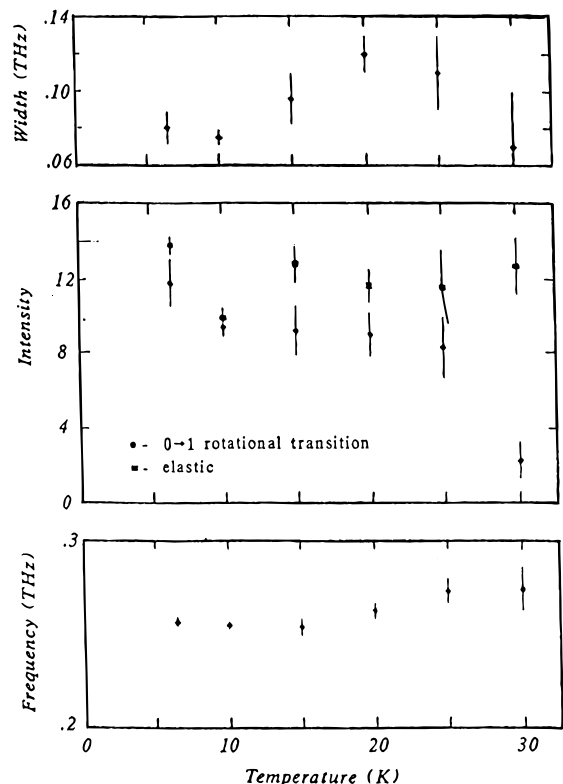 .14
.10
.06
Width (THz)
16
12
8
4
0
Intensity
●- 0→1 rotational transition
■- elastic
.3
.2
Frequency (THz)
0 10 20 30
Temperature (K)